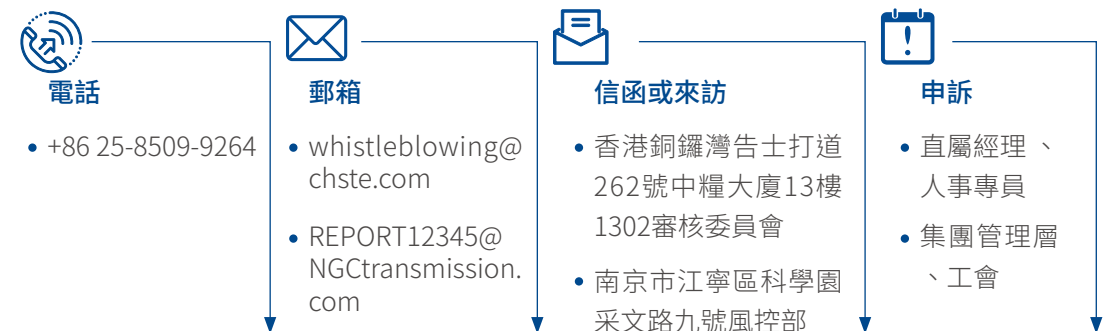 電話
+86 25-8509-9264
郵箱
whistleblowing@
chste.com
REPORT12345@
NGCtransmission.
com
信函或來訪
香港銅鑼灣告士打道
262號中糧大廈13樓
1302審核委員會
南京市江寧區科學園
采文路九號風控部
申訴
直屬經理、
人事專員
集團管理層
、工會